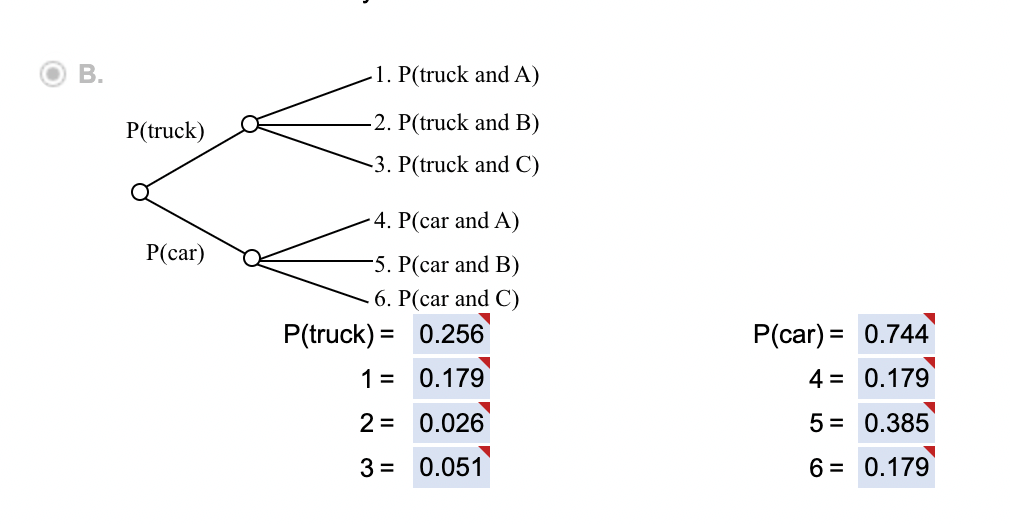 B.
1. P(truck and A)
P(truck)
2. P(truck and B)
3. P(truck and C)
4. P(car and A)
P(car)
5. P(car and B)
6. P(car and C)
P(truck) = 0.256
P(car) = 0.744
1 = 0.179
4 = 0.179
2 = 0.026
5 = 0.385
3 = 0.051
6 = 0.179